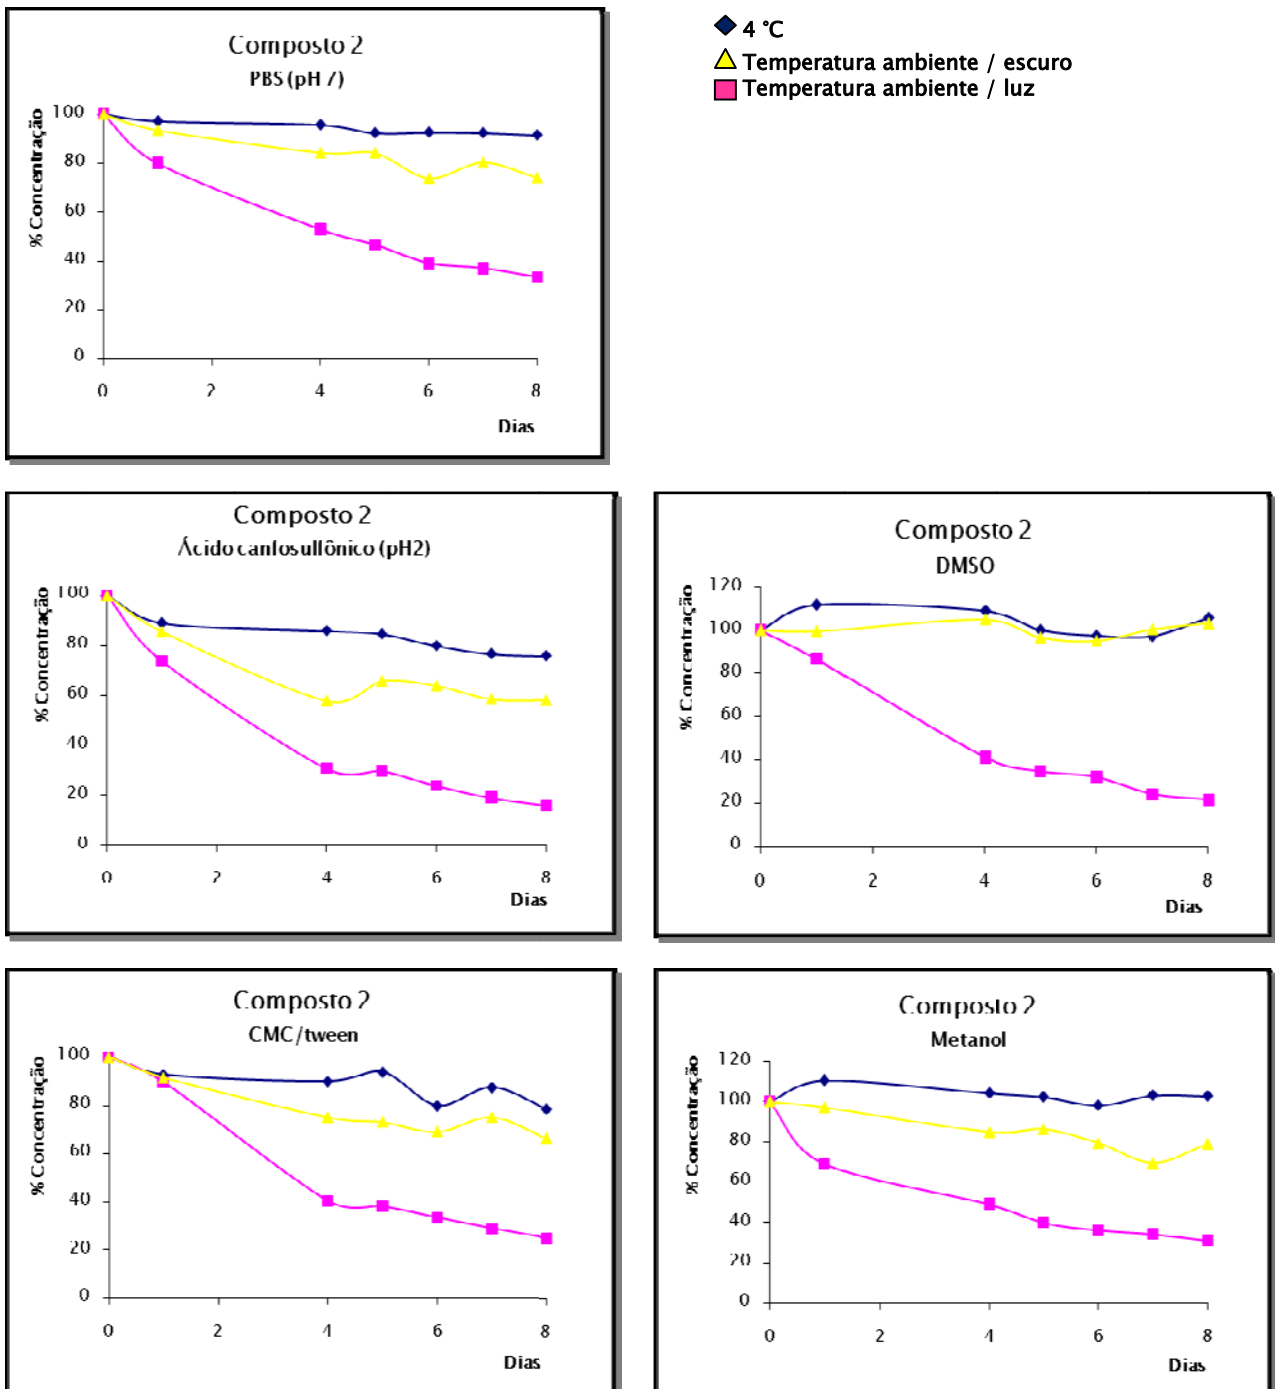 4 °C
Temperatura ambiente / escuro
Temperatura ambiente / luz
Composto 2
PBS (pH 7)
% Concentração
100
80
60
40
20
0
0 2 4 6 8
Dias
Composto 2
Ácido canfosulfônico (pH2)
% Concentração
100
80
60
40
20
0
0 2 4 6 8
Dias
Composto 2
DMSO
% Concentração
120
100
80
60
40
20
0
0 2 4 6 8
Dias
Composto 2
CMC/tween
% Concentração
100
80
60
40
20
0
0 2 4 6 8
Dias
Composto 2
Metanol
% Concentração
120
100
80
60
40
20
0
0 2 4 6 8
Dias